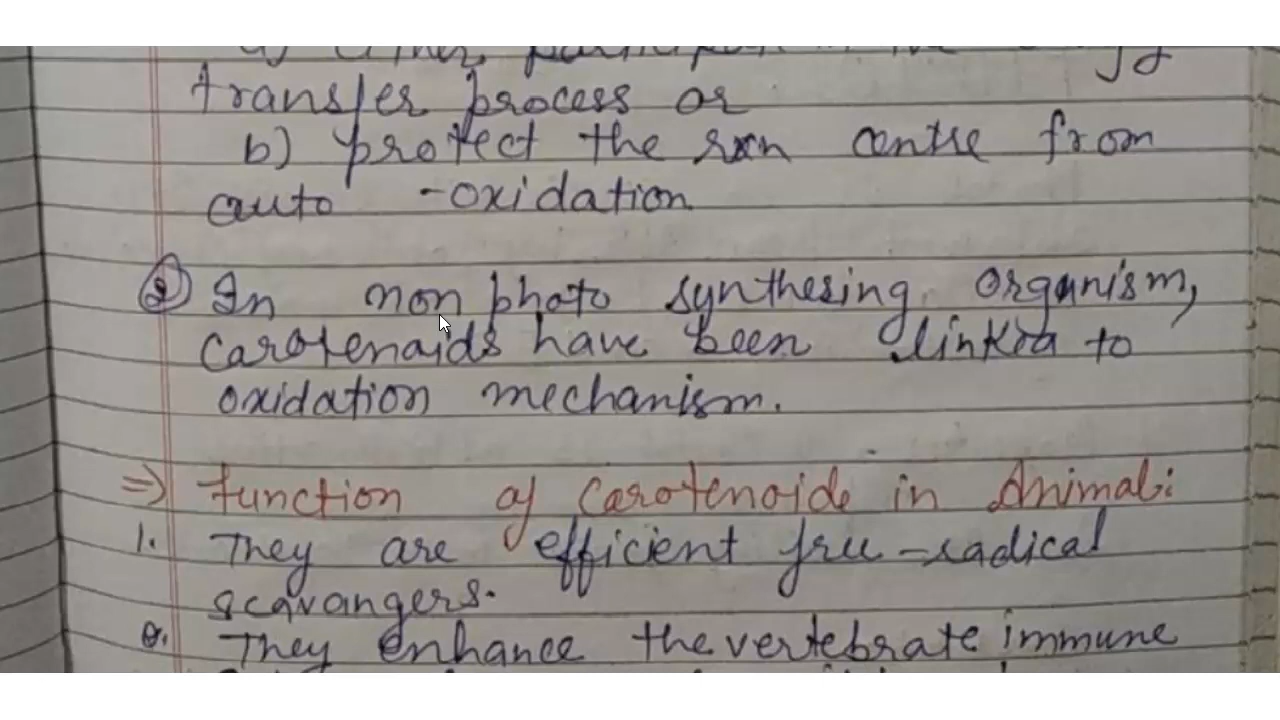 transfer process or
b) protect the rxn centre from
auto -oxidation
② In non photo synthesing organism,
carotenoids have been linked to
oxidation mechanism.
=> function of Carotenoids in Animal:
1. They are efficient free-radical
scavangers.
2. They enhance the vertebrate immune